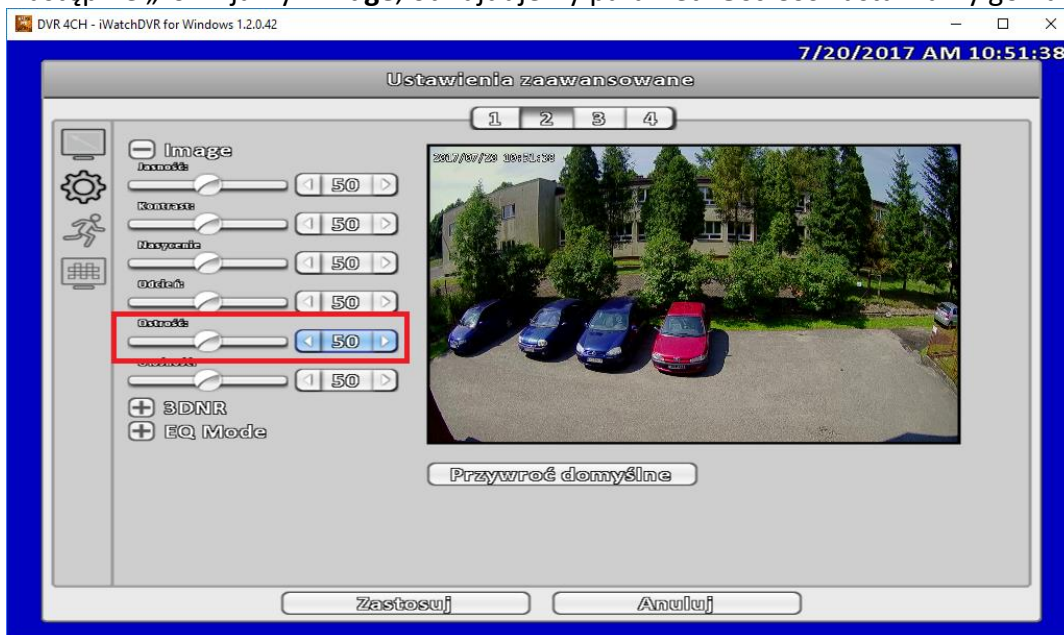 DVR 4CH - iWatchDVR for Windows 1.2.0.42
7/20/2017 AM 10:51:38
Ustawienia zaawansowane
1 2 3 4
Image
2017/07/20 10:51:38
Jasność:
50
Kontrast:
50
Nasycenie
50
Odcień:
50
Ostrość:
50
50
3DNR
EQ Mode
Przywroć domyślne
Zastosuj
Anuluj